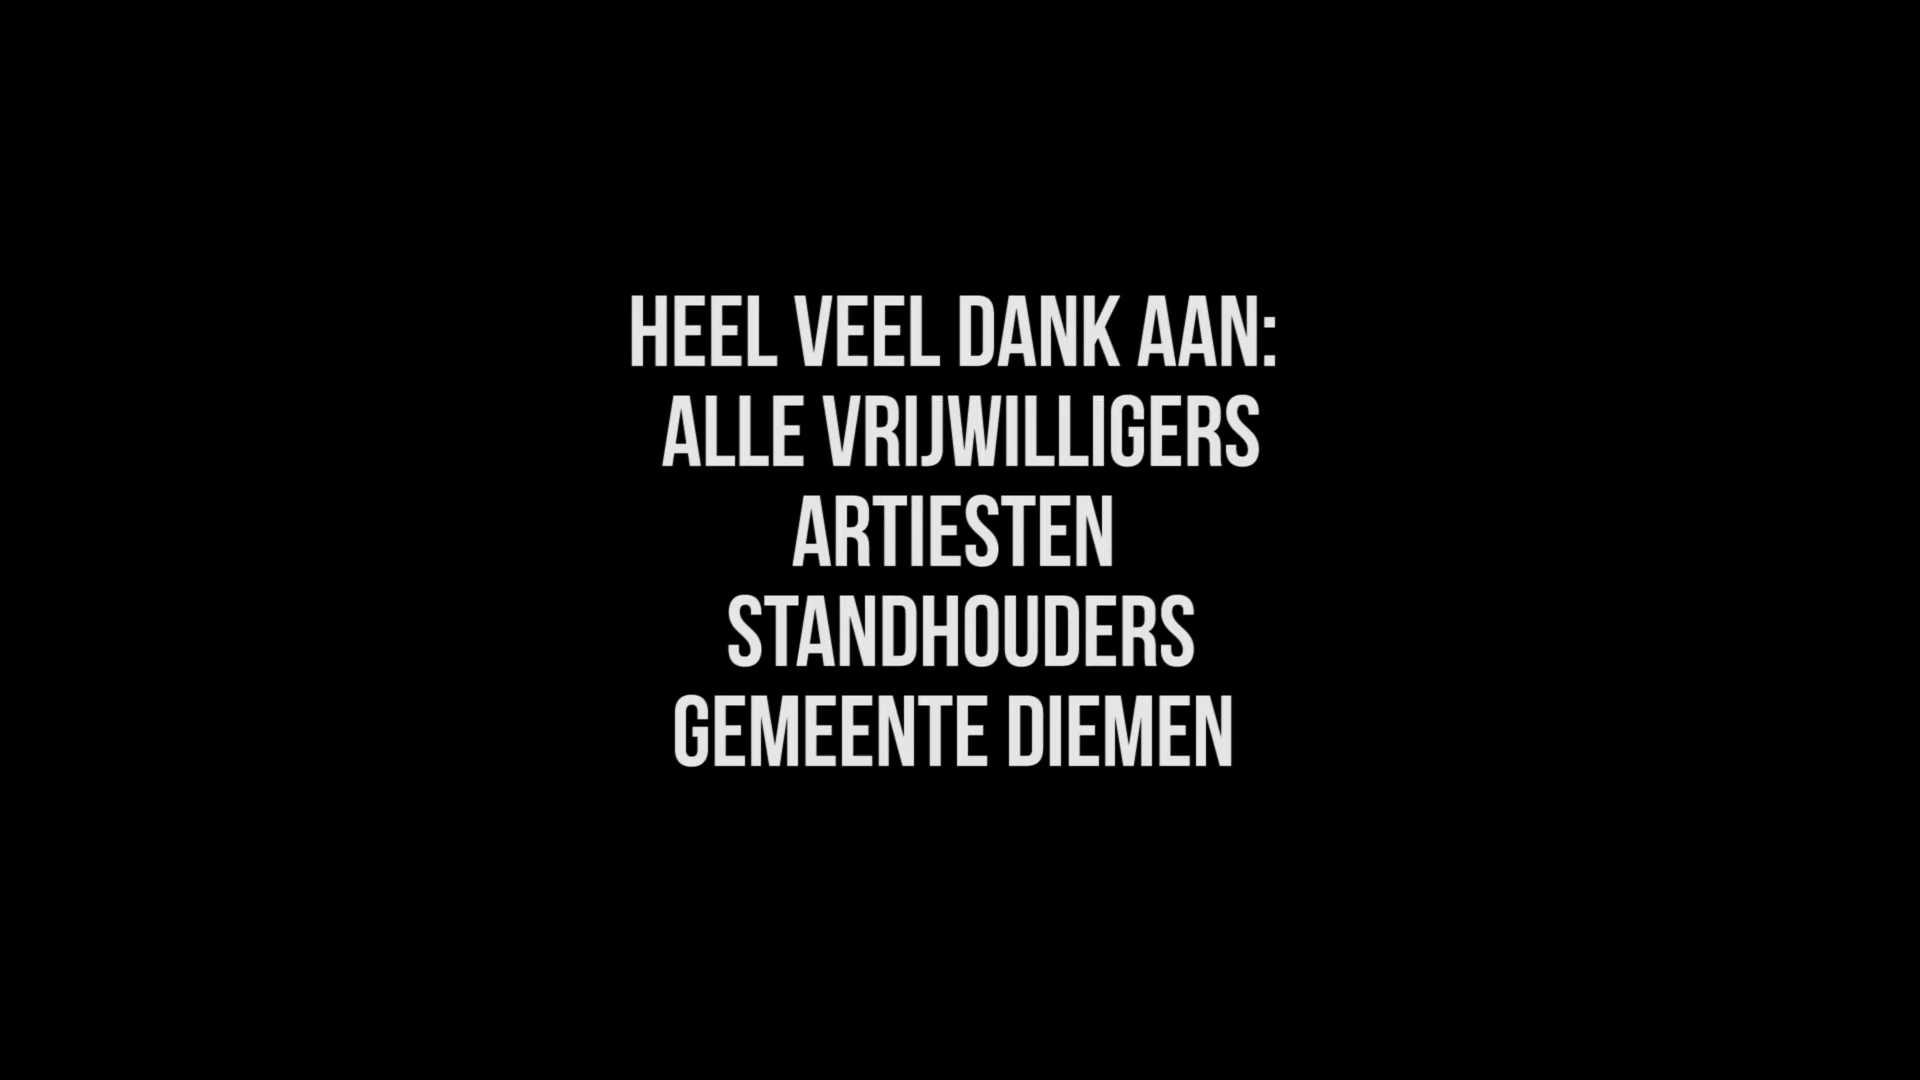 HEEL VEEL DANK AAN:
ALLE VRIJWILLIGERS
ARTIESTEN
STANDHOUDERS
GEMEENTE DIEMEN